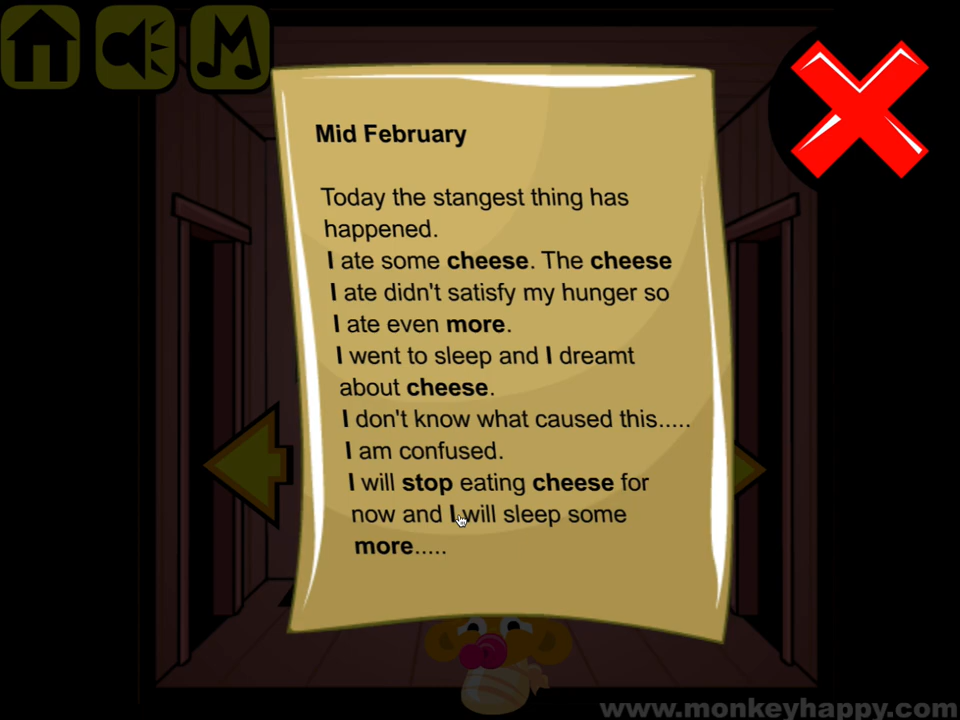 Mid February
Today the stangest thing has
happened.
I ate some cheese. The cheese
I ate didn't satisfy my hunger so
I ate even more.
I went to sleep and I dreamt
about cheese.
I don't know what caused this.....
I am confused.
I will stop eating cheese for
now and I will sleep some
more.....
www.monkeyhappy.com